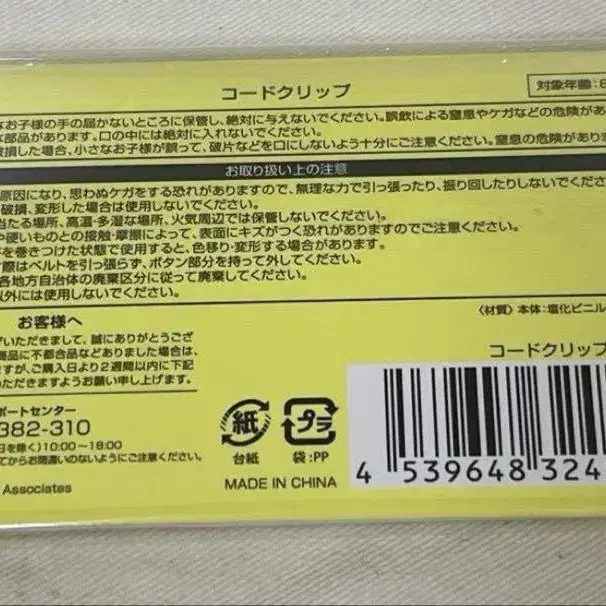 コードクリップ
対象年齢:
なお子様の手の届かないところに保管し、絶対に与えないでください。誤飲による窒息やケガなどの危険があ
な部品があります。口の中には絶対に入れないでください。
破損した場合、小さなお子様が誤って、破片などを口にしないよう十分にご注意ください。窒息の危険があり
お取り扱い上の注意
原因になり、思わぬケガをする恐れがありますので、無理な力で引っ張ったり、振り回したりしないでくださ
破損、変形した場合は使用しないでください。
当たる場所、高温・多湿な場所、火気周辺では保管しないでください。
や硬いものとの接触・摩擦によって、表面にキズがつく恐れがありますのでご注意ください。
を巻きつけた状態で使用すると、色移り・変形する場合があります。
際はベルトを引っ張らず、ボタン部分を持って外してください。
各地方自治体の廃棄区分に従って廃棄してください。
以外には使用しないでください。
〈材質〉本体:塩化ビニル
お客様へ
いただきまして、誠にありがとうござ
商品に不都合品などありました場合は、
ますが、ご購入日より2週間以内に下記
いただきますようお願い申し上げます。
ポートセンター
382-310
日を除く)10:00〜18:00
てからお間違いのないようにご注意ください。
Associates
紙
台紙
プラ
袋:PP
MADE IN CHINA
コードクリップ
4 539648 324